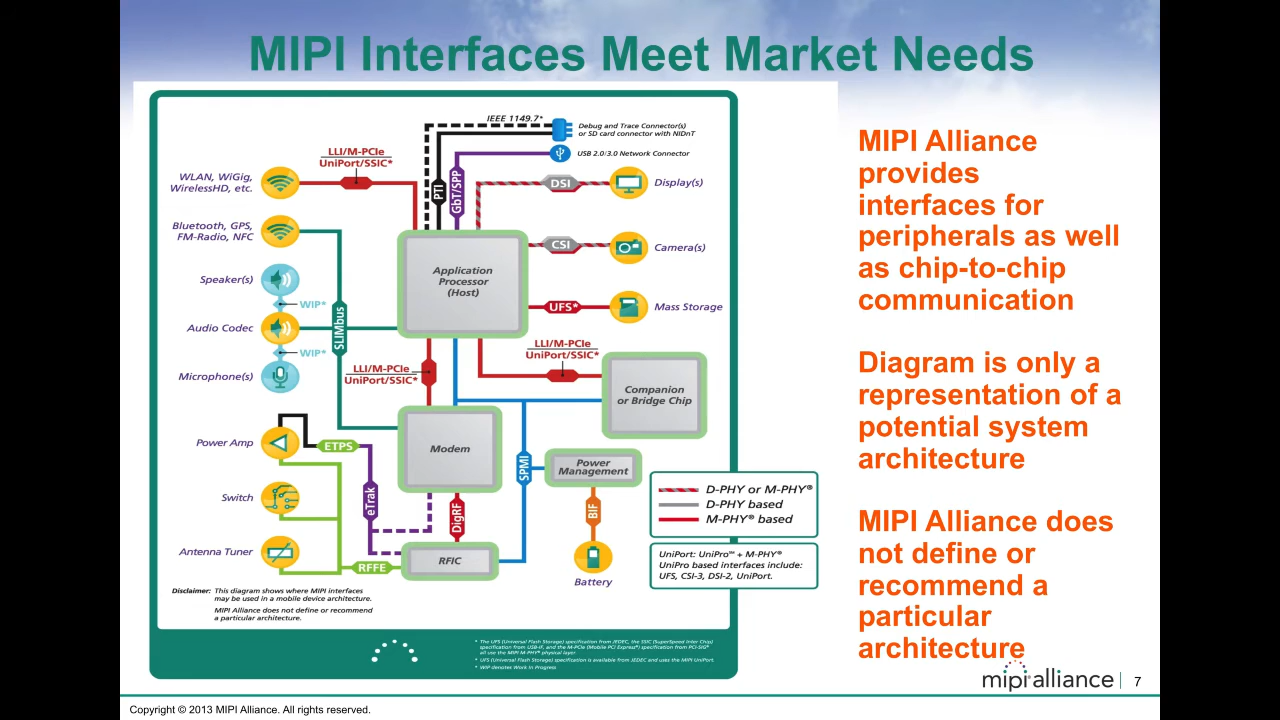 MIPI Interfaces Meet Market Needs
IEEE 1149.7*
Debug and Trace Connector(s)
or SD card connector with NIDnT
USB 2.0/3.0 Network Connector
LLI/M-PCIe
UniPort/SSIC*
WLAN, WiGig,
WirelessHD, etc.
PTI
GbT/SPP
DSI
Display(s)
Bluetooth, GPS,
FM-Radio, NFC
CSI
Camera(s)
Application
Processor
(Host)
Speaker(s)
WIP*
UFS*
Mass Storage
Audio Codec
SLIMbus
WIP*
LLI/M-PCIe
UniPort/SSIC*
LLI/M-PCIe
UniPort/SSIC*
Microphone(s)
Companion
or Bridge Chip
Power Amp
ETPS
Modem
SPMI
Power
Management
Switch
eTrak
DigRF
BIF
Antenna Tuner
RFFE
RFIC
Battery
D-PHY or M-PHY®
D-PHY based
M-PHY® based
UniPort: UniPro℠ + M-PHY®
UniPro based interfaces include:
UFS, CSI-3, DSI-2, UniPort.
Disclaimer: This diagram shows where MIPI interfaces
may be used in a mobile device architecture.
MIPI Alliance does not define or recommend
a particular architecture.
* The UFS (Universal Flash Storage) specification from JEDEC, the SSIC (SuperSpeed Inter Chip)
specification from USB-IF, and the M-PCIe (Mobile PCI Express®) specification from PCI-SIG®
all use the MIPI M-PHY® physical layer.
* UFS (Universal Flash Storage) specification is available from JEDEC and uses the MIPI UniPort.
* WIP denotes Work In Progress
MIPI Alliance
provides
interfaces for
peripherals as well
as chip-to-chip
communication
Diagram is only a
representation of a
potential system
architecture
MIPI Alliance does
not define or
recommend a
particular
architecture
mipi alliance
7
Copyright © 2013 MIPI Alliance. All rights reserved.